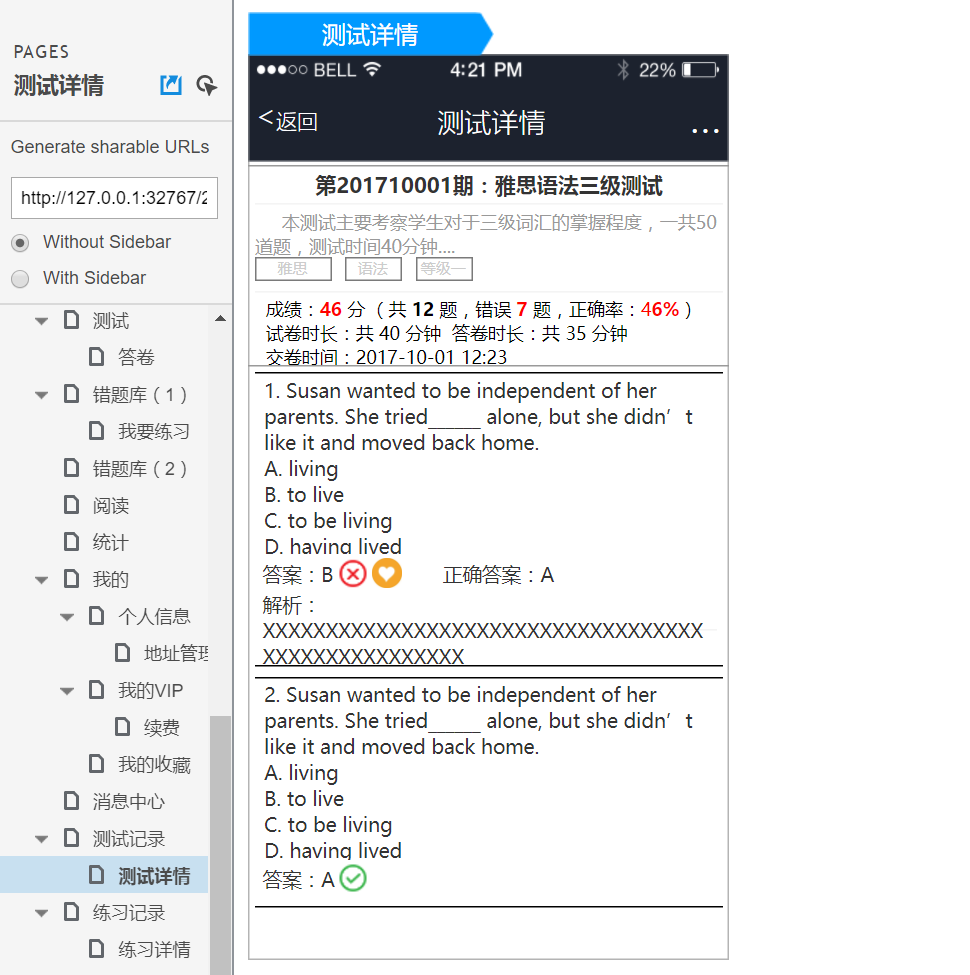 PAGES
测试详情
Generate sharable URLs
http://127.0.0.1:32767/2
Without Sidebar
With Sidebar
测试
答卷
错题库（1）
我要练习
错题库（2）
阅读
统计
我的
个人信息
地址管理
我的VIP
续费
我的收藏
消息中心
测试记录
测试详情
练习记录
练习详情
测试详情
BELL 4:21 PM 22%
<返回 测试详情 ...
第201710001期：雅思语法三级测试
本测试主要考察学生对于三级词汇的掌握程度，一共50
道题，测试时间40分钟....
雅思 语法 等级一
成绩：46 分（共 12 题，错误 7 题，正确率：46% ）
试卷时长：共 40 分钟 答卷时长：共 35 分钟
交卷时间：2017-10-01 12:23
1. Susan wanted to be independent of her
parents. She tried_____ alone, but she didn’t
like it and moved back home.
A. living
B. to live
C. to be living
D. having lived
答案：B 正确答案：A
解析：
XXXXXXXXXXXXXXXXXXXXXXXXXXXXXXXXXXX
XXXXXXXXXXXXXXXX
2. Susan wanted to be independent of her
parents. She tried_____ alone, but she didn’t
like it and moved back home.
A. living
B. to live
C. to be living
D. having lived
答案：A